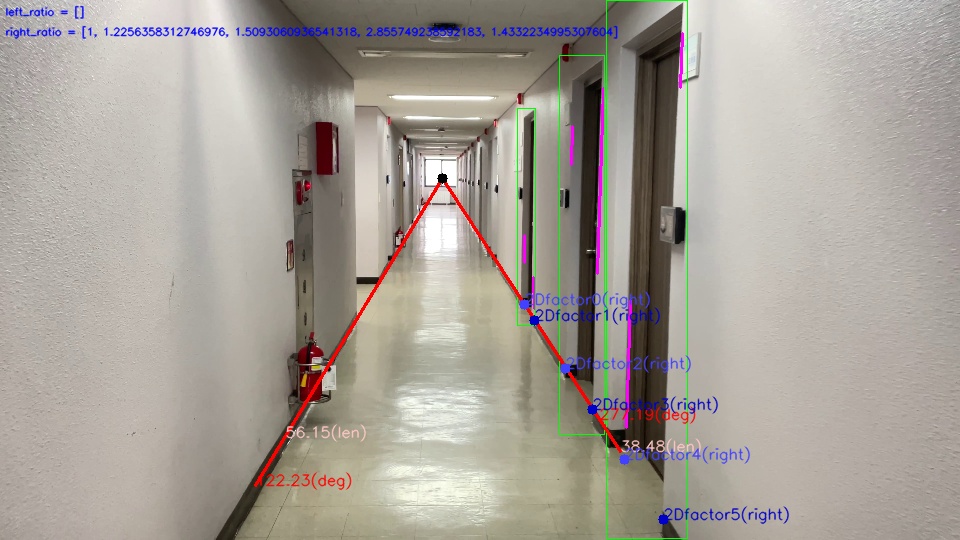 left_ratio = []
right_ratio = [1, 1.2256358312746976, 1.5093060936541318, 2.855749238592183, 1.4332234995307604]
2Dfactor0(right)
2Dfactor1(right)
2Dfactor2(right)
2Dfactor3(right)
277.19(deg)
56.15(len)
38.48(len)
2Dfactor4(right)
122.23(deg)
2Dfactor5(right)